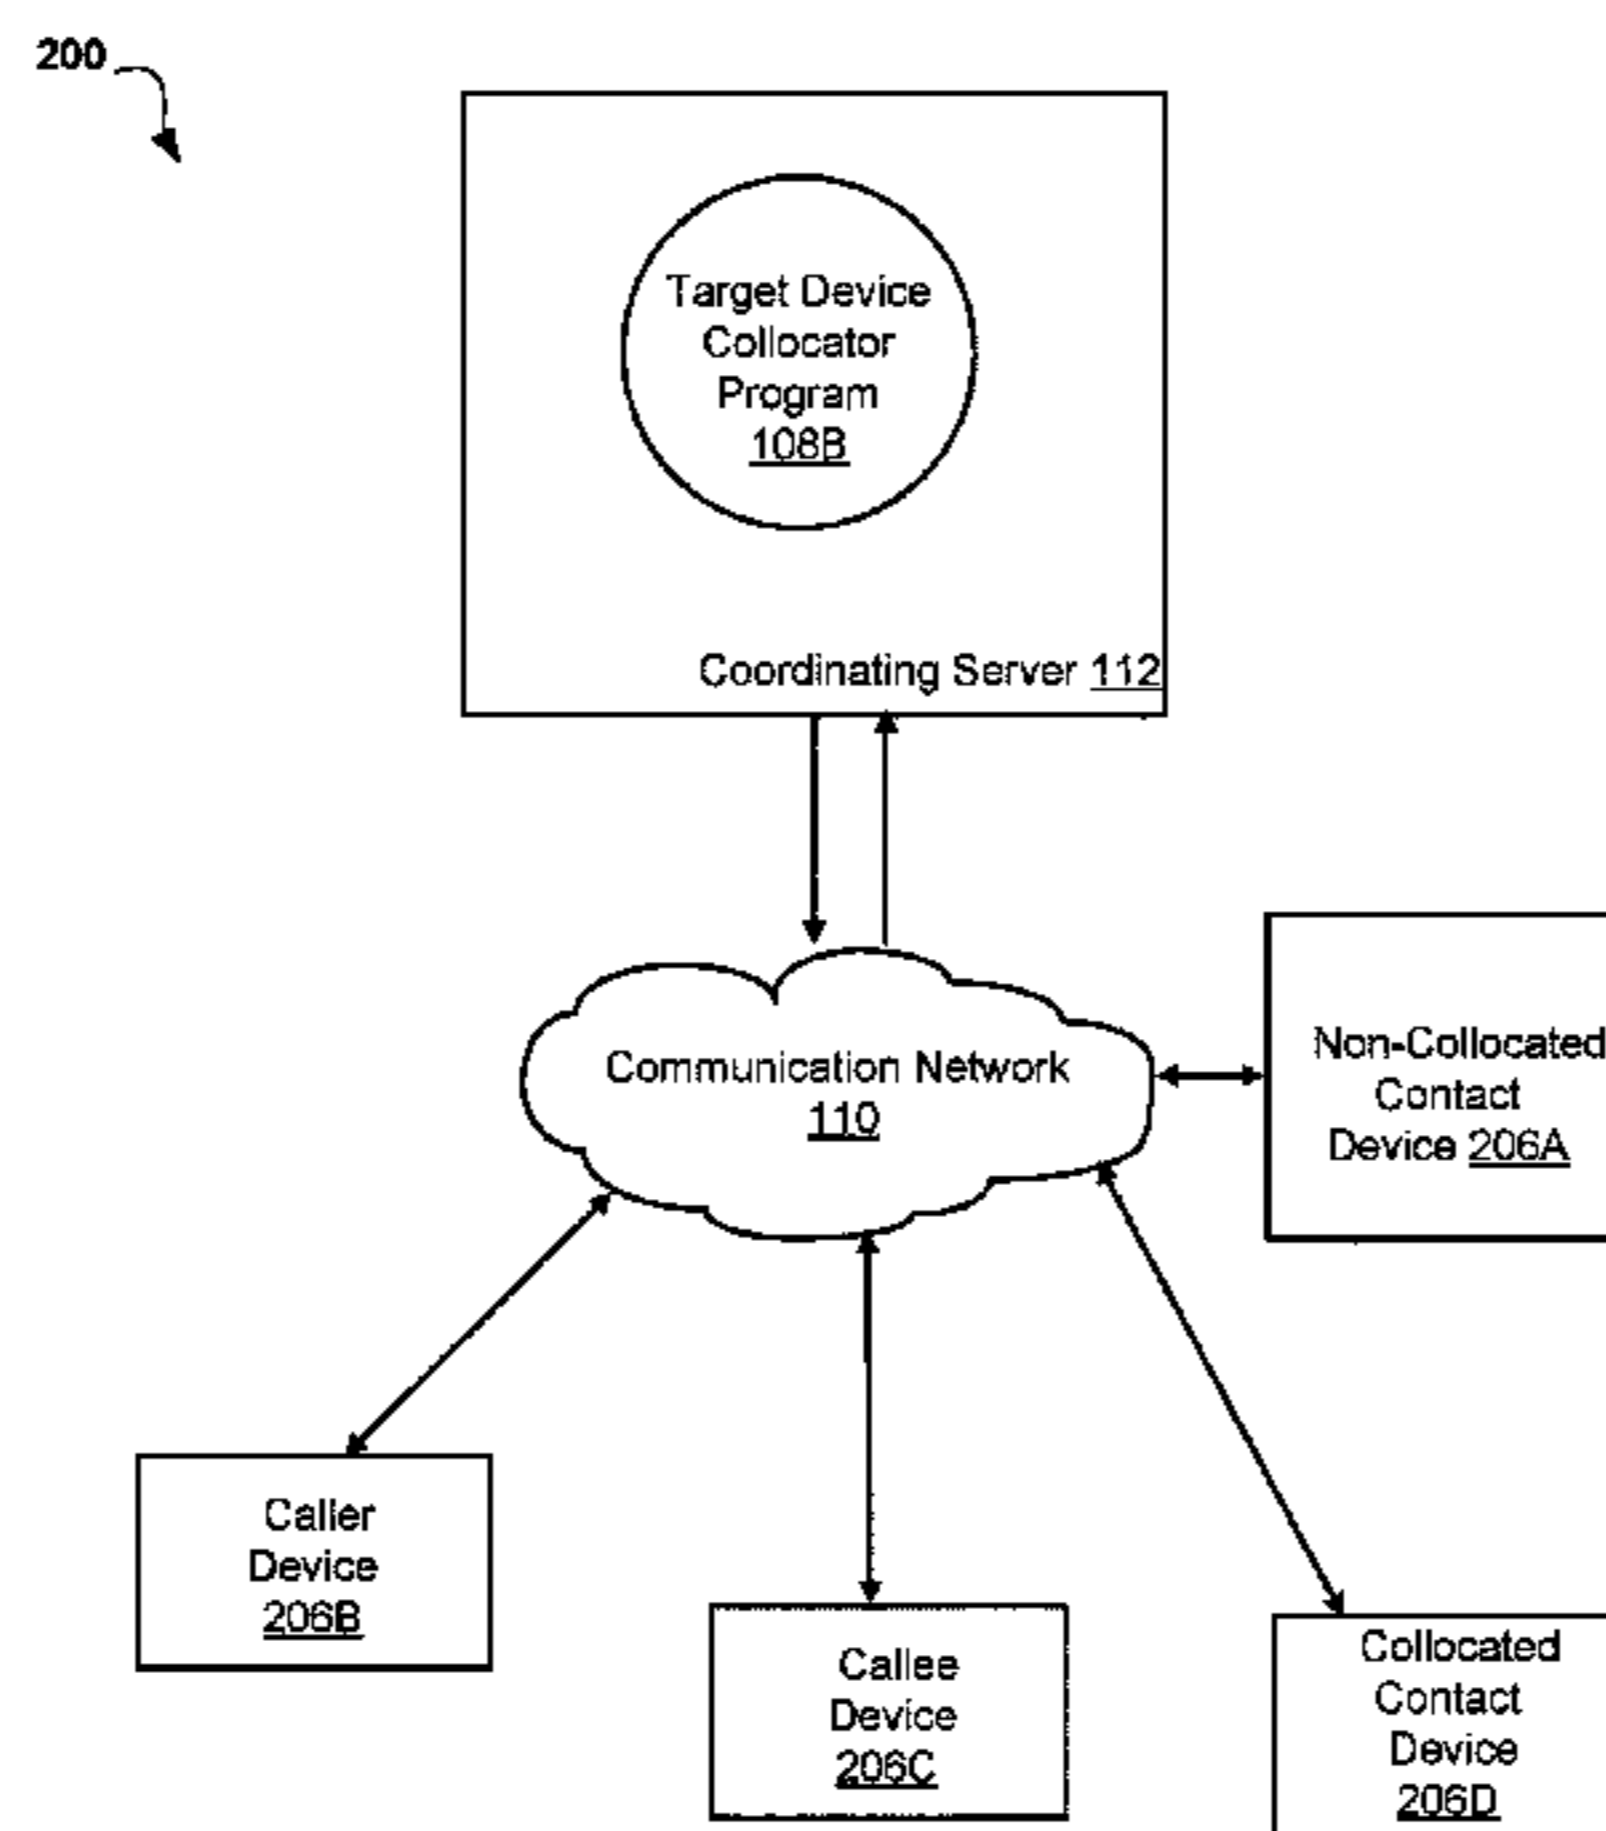 200
Target Device
Collocator
Program
108B
Coordinating Server 112
Communication Network
110
Non-Collocated
Contact
Device 206A
Caller
Device
206B
Callee
Device
206C
Collocated
Contact
Device
206D